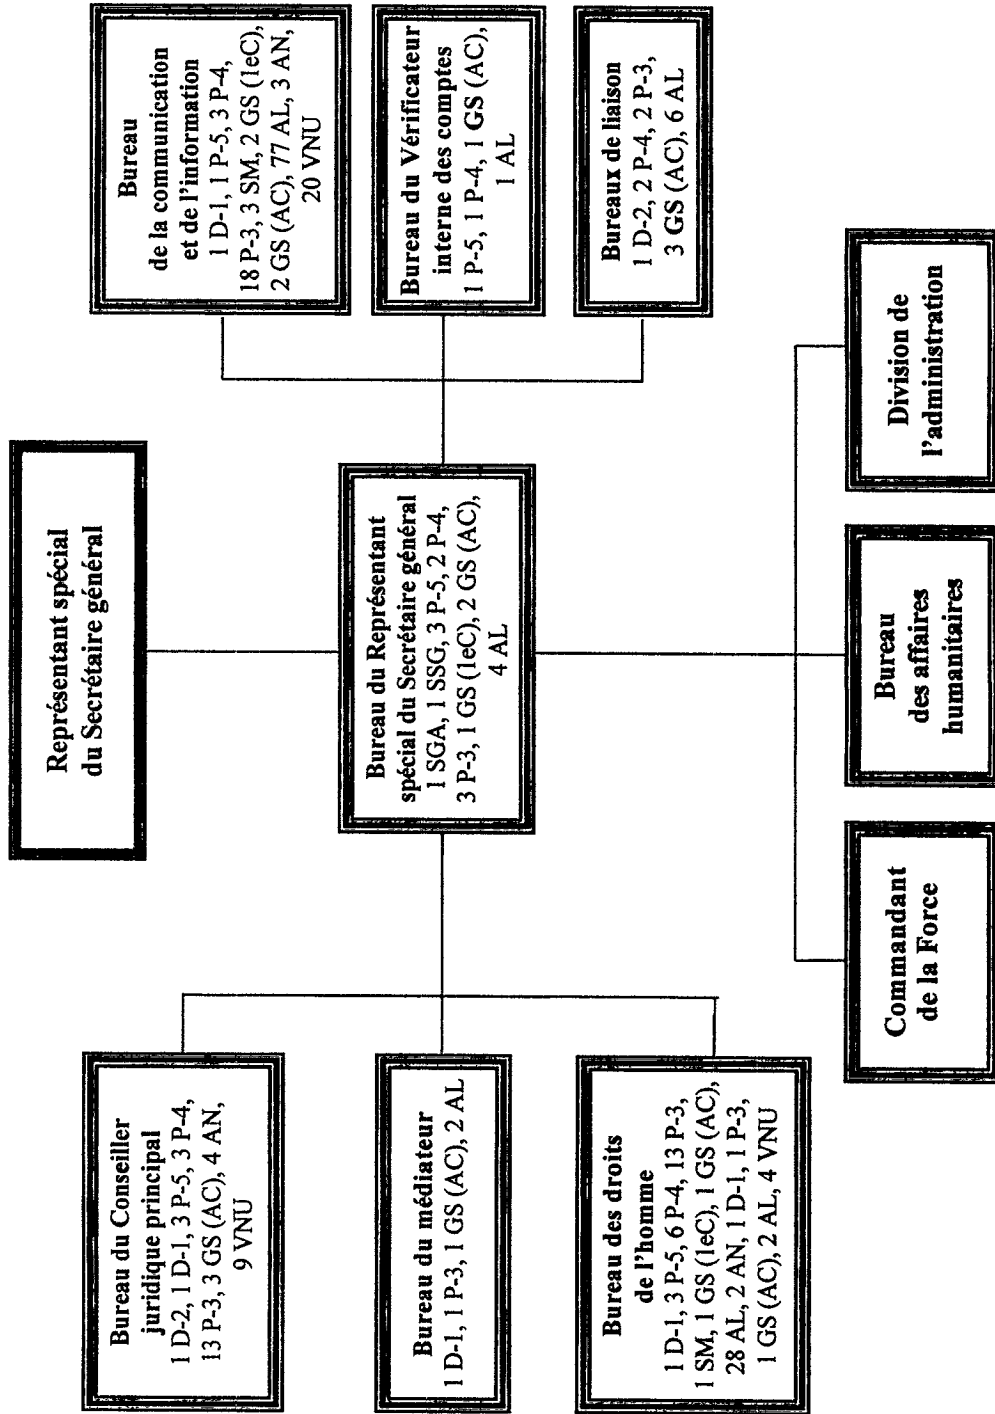 Représentant spécial
du Secrétaire général
Bureau du Conseiller
juridique principal
1 D-2, 1 D-1, 3 P-5, 3 P-4,
13 P-3, 3 GS (AC), 4 AN,
9 VNU
Bureau du médiateur
1 D-1, 1 P-3, 1 GS (AC), 2 AL
Bureau des droits
de l'homme
1 D-1, 3 P-5, 6 P-4, 13 P-3,
1 SM, 1 GS (1eC), 1 GS (AC),
28 AL, 2 AN, 1 D-1, 1 P-3,
1 GS (AC), 2 AL, 4 VNU
Bureau du Représentant
spécial du Secrétaire général
1 SGA, 1 SSG, 3 P-5, 2 P-4,
3 P-3, 1 GS (1eC), 2 GS (AC),
4 AL
Bureau
de la communication
et de l'information
1 D-1, 1 P-5, 3 P-4,
18 P-3, 3 SM, 2 GS (1eC),
2 GS (AC), 77 AL, 3 AN,
20 VNU
Bureau du Vérificateur
interne des comptes
1 P-5, 1 P-4, 1 GS (AC),
1 AL
Bureaux de liaison
1 D-2, 2 P-4, 2 P-3,
3 GS (AC), 6 AL
Commandant
de la Force
Bureau
des affaires
humanitaires
Division de
l'administration